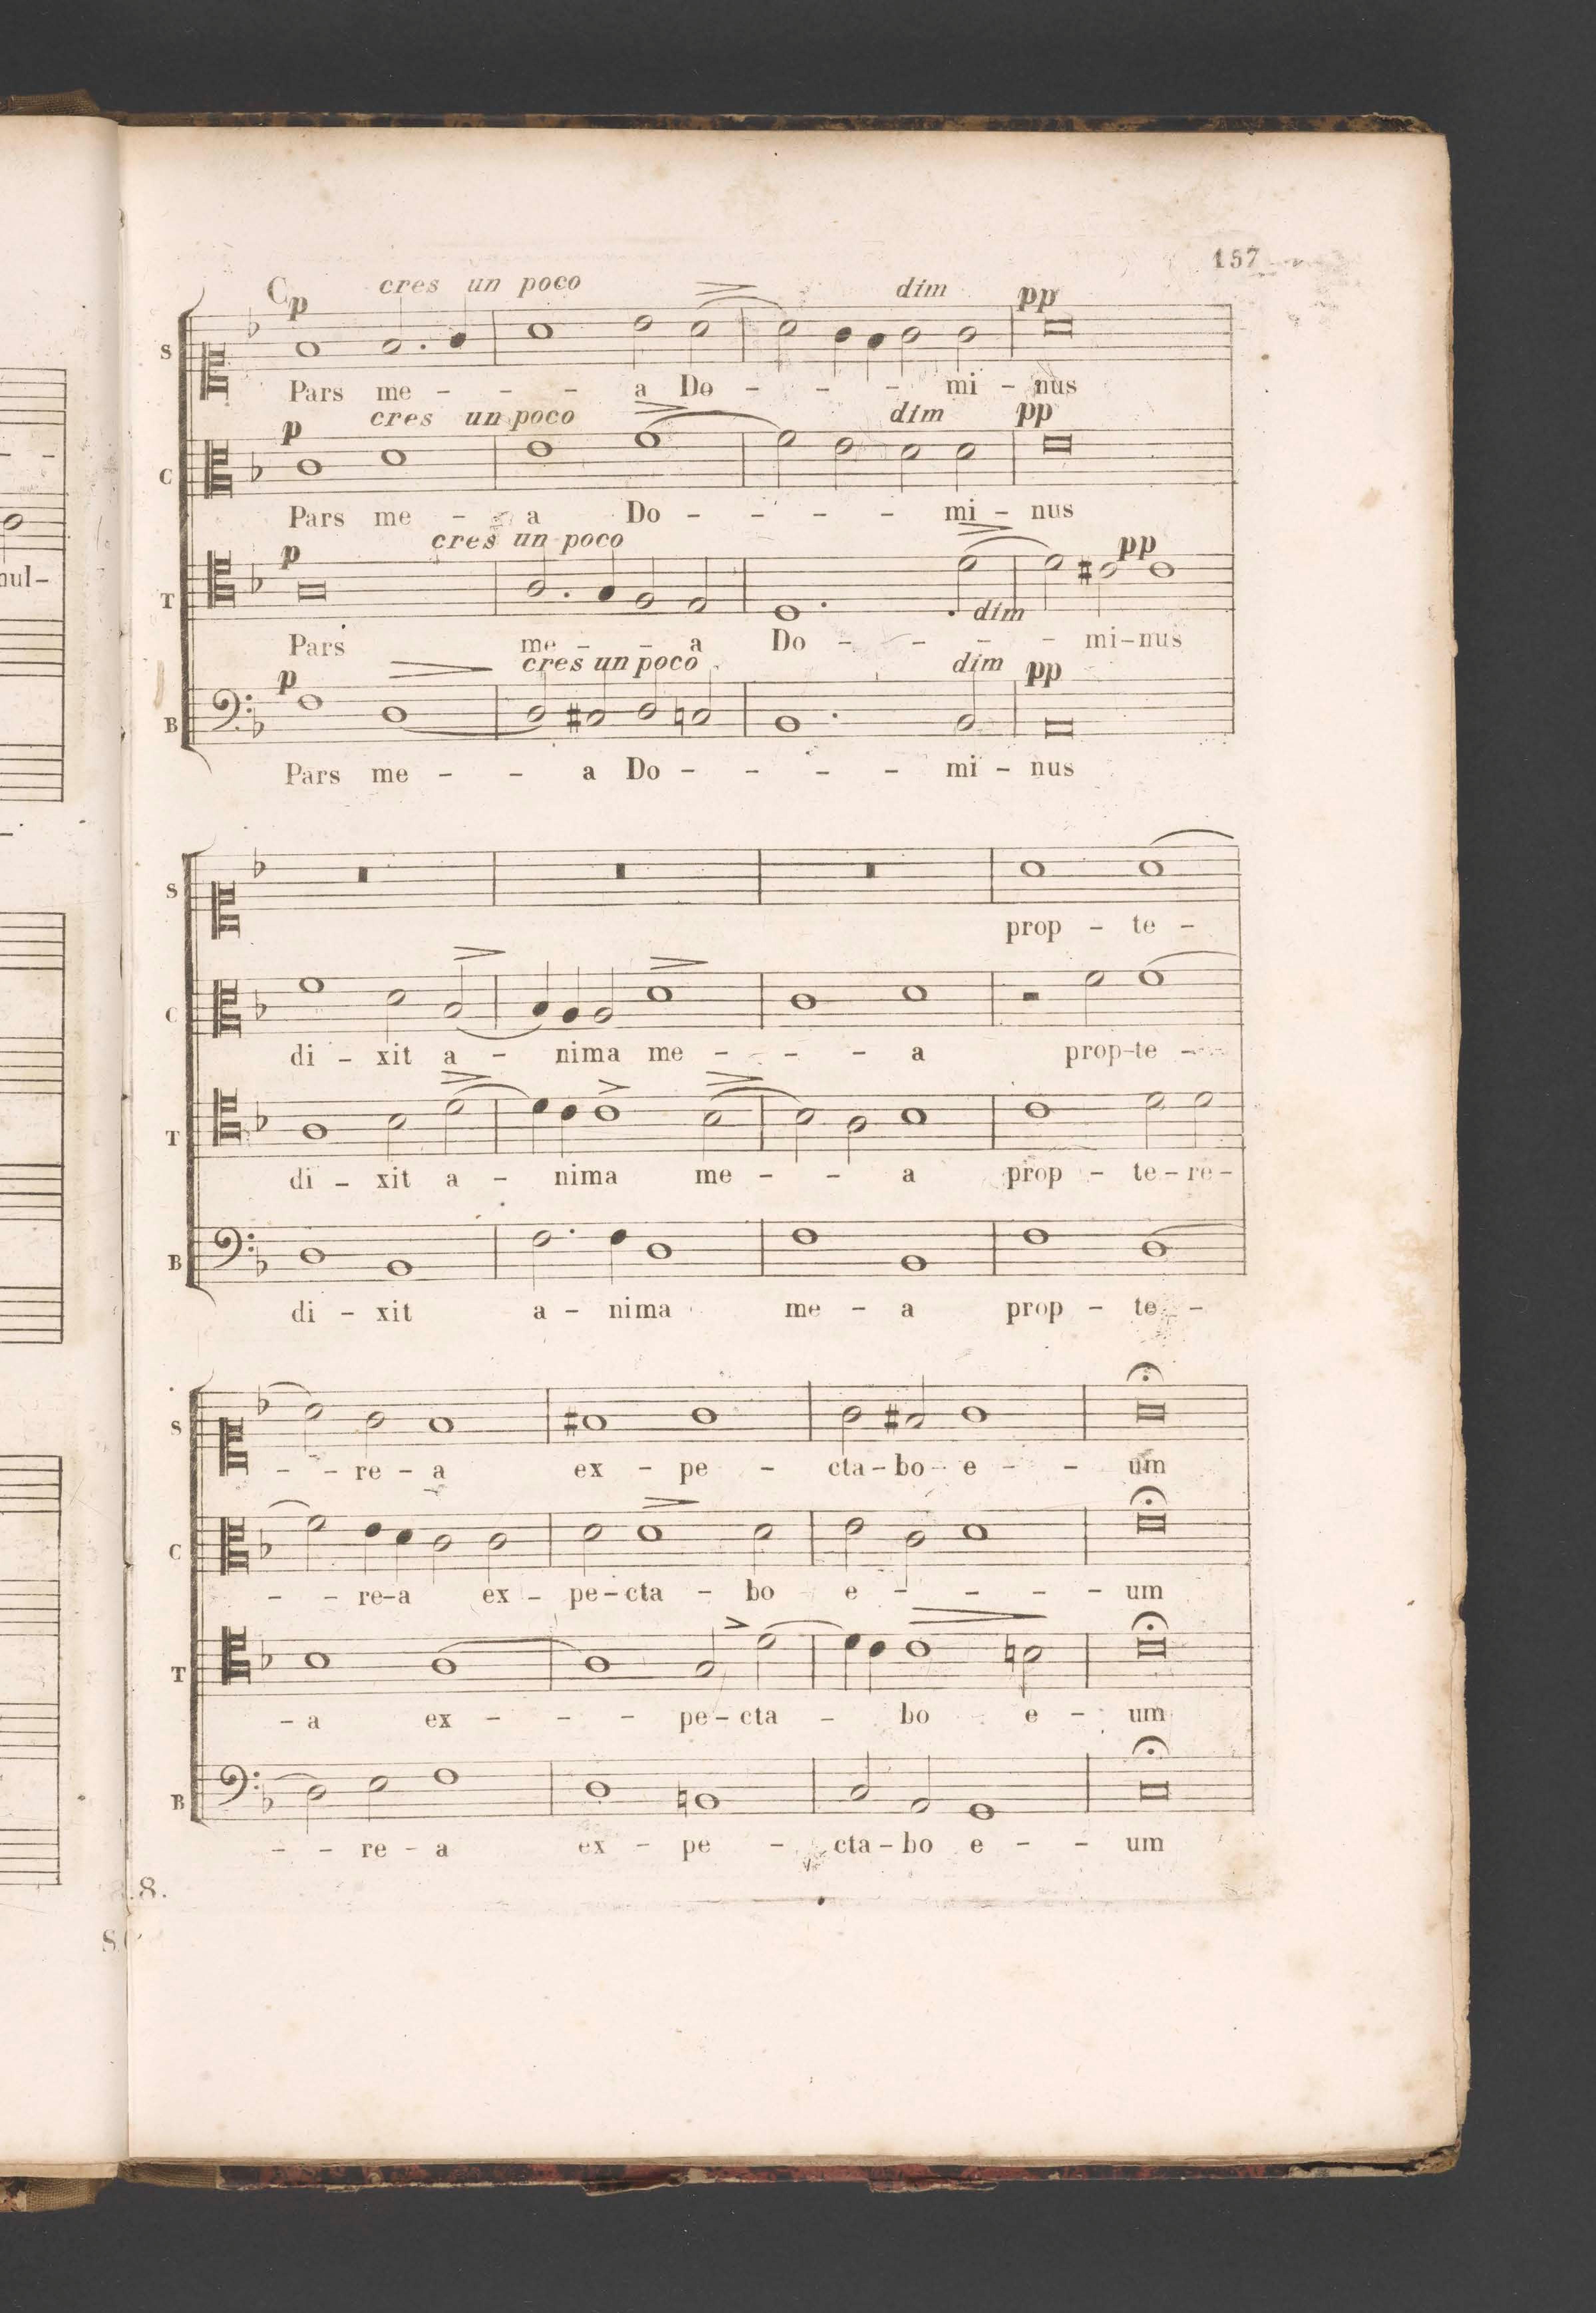 157
C p cres un poco dim pp
S
Pars me - - - a Do - - - mi - nus
p cres un poco dim pp
C
Pars me - a Do - - - - mi - nus
p cres un poco dim pp
T
Pars me - - - a Do - - - - mi - nus
p cres un poco dim pp
B
Pars me - - a Do - - - - mi - nus
S
prop - te -
C
di - xit a - nima me - - - a prop - te -
T
di - xit a - nima me - - a prop - te - re -
B
di - xit a - nima me - a prop - te -
S
- - re - a ex - pe - cta - bo e - - um
C
- - re - a ex - pe - cta - bo e - - - - um
T
- a ex - - - pe - cta - bo e - um
B
- - re - a ex - pe - cta - bo e - - um
.8.
nul-